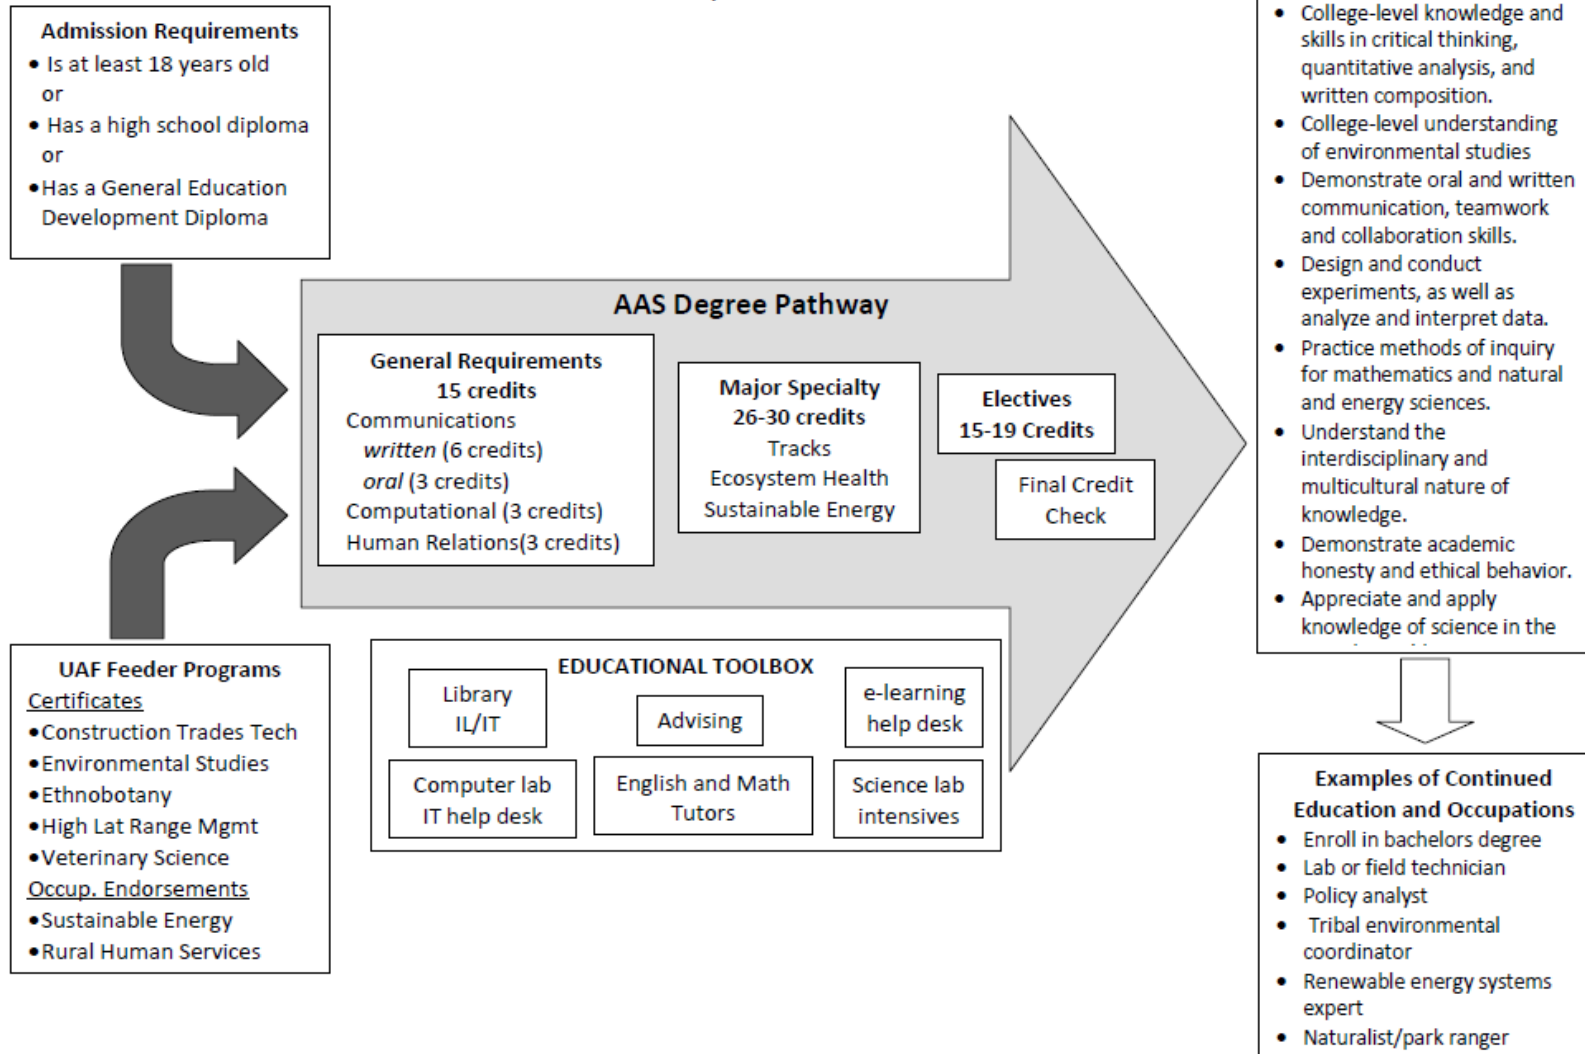 Admission Requirements
• Is at least 18 years old
or
• Has a high school diploma
or
•Has a General Education
Development Diploma
AAS Degree Pathway
General Requirements
15 credits
Communications
written (6 credits)
oral (3 credits)
Computational (3 credits)
Human Relations(3 credits)
Major Specialty
26-30 credits
Tracks
Ecosystem Health
Sustainable Energy
Electives
15-19 Credits
Final Credit
Check
UAF Feeder Programs
Certificates
•Construction Trades Tech
•Environmental Studies
•Ethnobotany
•High Lat Range Mgmt
•Veterinary Science
Occup. Endorsements
•Sustainable Energy
•Rural Human Services
EDUCATIONAL TOOLBOX
Library
IL/IT
Advising
e-learning
help desk
Computer lab
IT help desk
English and Math
Tutors
Science lab
intensives
• College-level knowledge and
skills in critical thinking,
quantitative analysis, and
written composition.
• College-level understanding
of environmental studies
• Demonstrate oral and written
communication, teamwork
and collaboration skills.
• Design and conduct
experiments, as well as
analyze and interpret data.
• Practice methods of inquiry
for mathematics and natural
and energy sciences.
• Understand the
interdisciplinary and
multicultural nature of
knowledge.
• Demonstrate academic
honesty and ethical behavior.
• Appreciate and apply
knowledge of science in the
Examples of Continued
Education and Occupations
• Enroll in bachelors degree
• Lab or field technician
• Policy analyst
• Tribal environmental
coordinator
• Renewable energy systems
expert
• Naturalist/park ranger